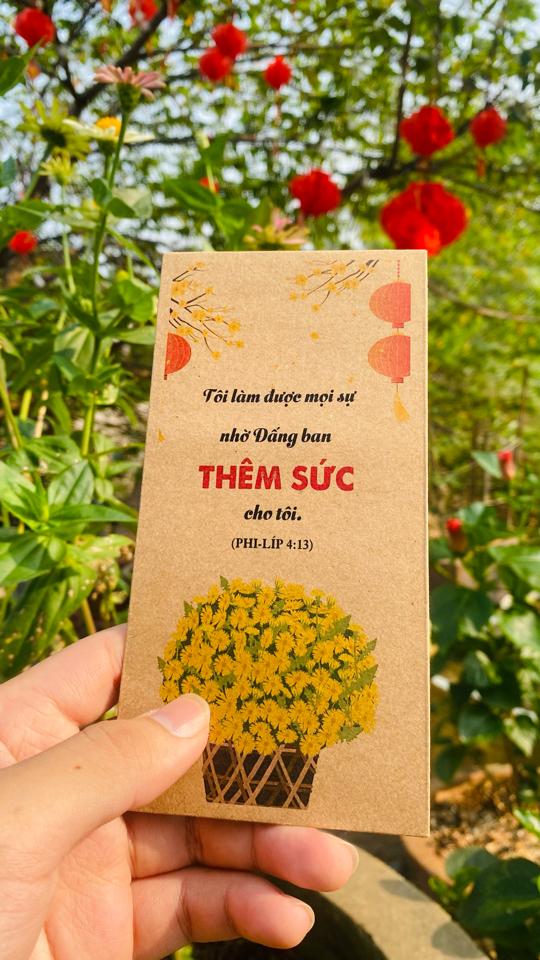 Tôi làm được mọi sự
nhờ Đấng ban
THÊM SỨC
cho tôi.
(PHI-LÍP 4:13)